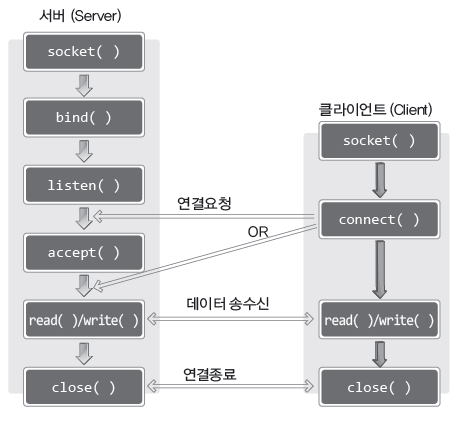 서버 (Server)
socket( )
bind( )
listen( )
accept( )
read( )/write( )
close( )
클라이언트 (Client)
socket( )
connect( )
read( )/write( )
close( )
연결요청
OR
데이터 송수신
연결종료